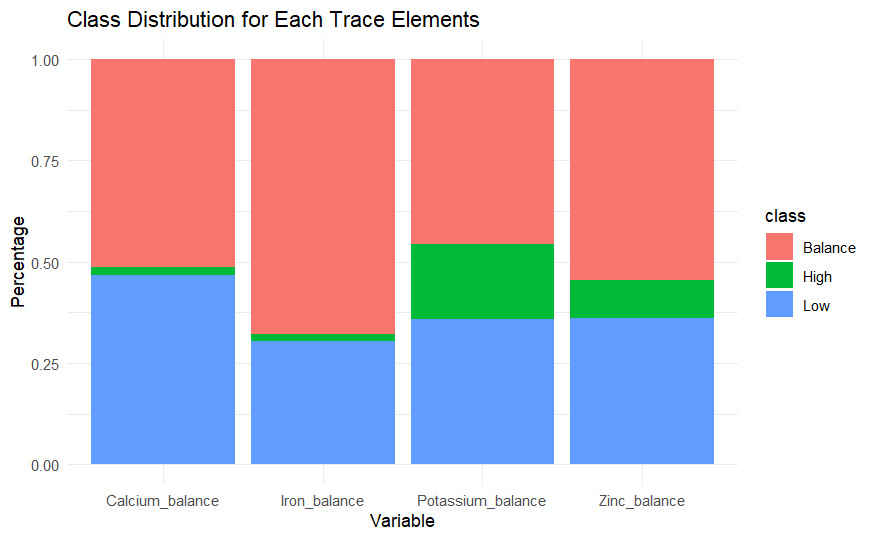 Class Distribution for Each Trace Elements
1.00
0.75
0.50
0.25
0.00
Percentage
Calcium_balance Iron_balance Potassium_balance Zinc_balance
Variable
class
Balance
High
Low